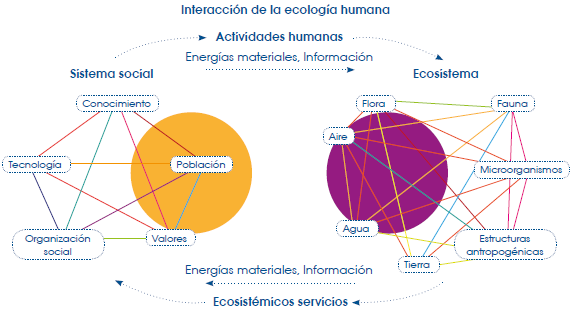 Interacción de la ecología humana
Actividades humanas
Energías materiales, Información
Sistema social
Ecosistema
Conocimiento
Flora
Fauna
Aire
Tecnología
Población
Microorganismos
Agua
Organización
social
Valores
Estructuras
antropogénicas
Tierra
Energías materiales, Información
Ecosistémicos servicios